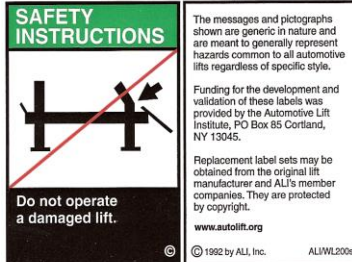 SAFETY
INSTRUCTIONS
Do not operate
a damaged lift.
©
The messages and pictographs
shown are generic in nature and
are meant to generally represent
hazards common to all automotive
lifts regardless of specific style.
Funding for the development and
validation of these labels was
provided by the Automotive Lift
Institute, PO Box 85 Cortland,
NY 13045.
Replacement label sets may be
obtained from the original lift
manufacturer and ALI's member
companies. They are protected
by copyright.
www.autolift.org
© 1992 by ALI, Inc. ALI/WL200s